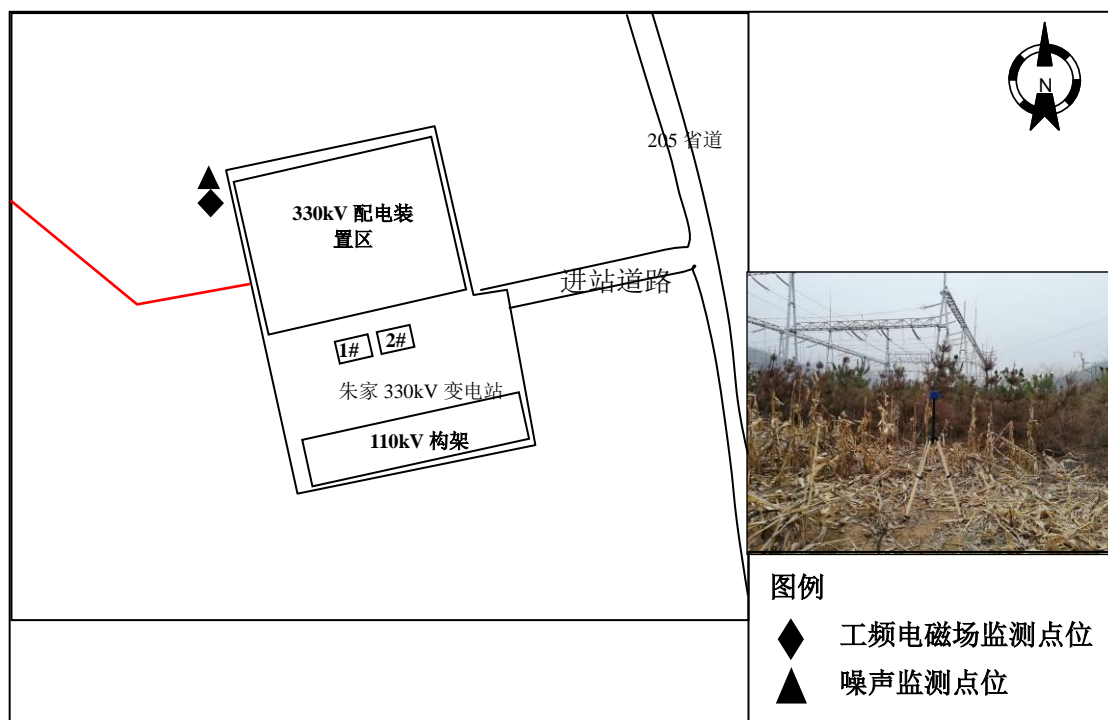 N
205 省道
330kV 配电装
置区
进站道路
1#
2#
朱家 330kV 变电站
110kV 构架
图例
工频电磁场监测点位
噪声监测点位